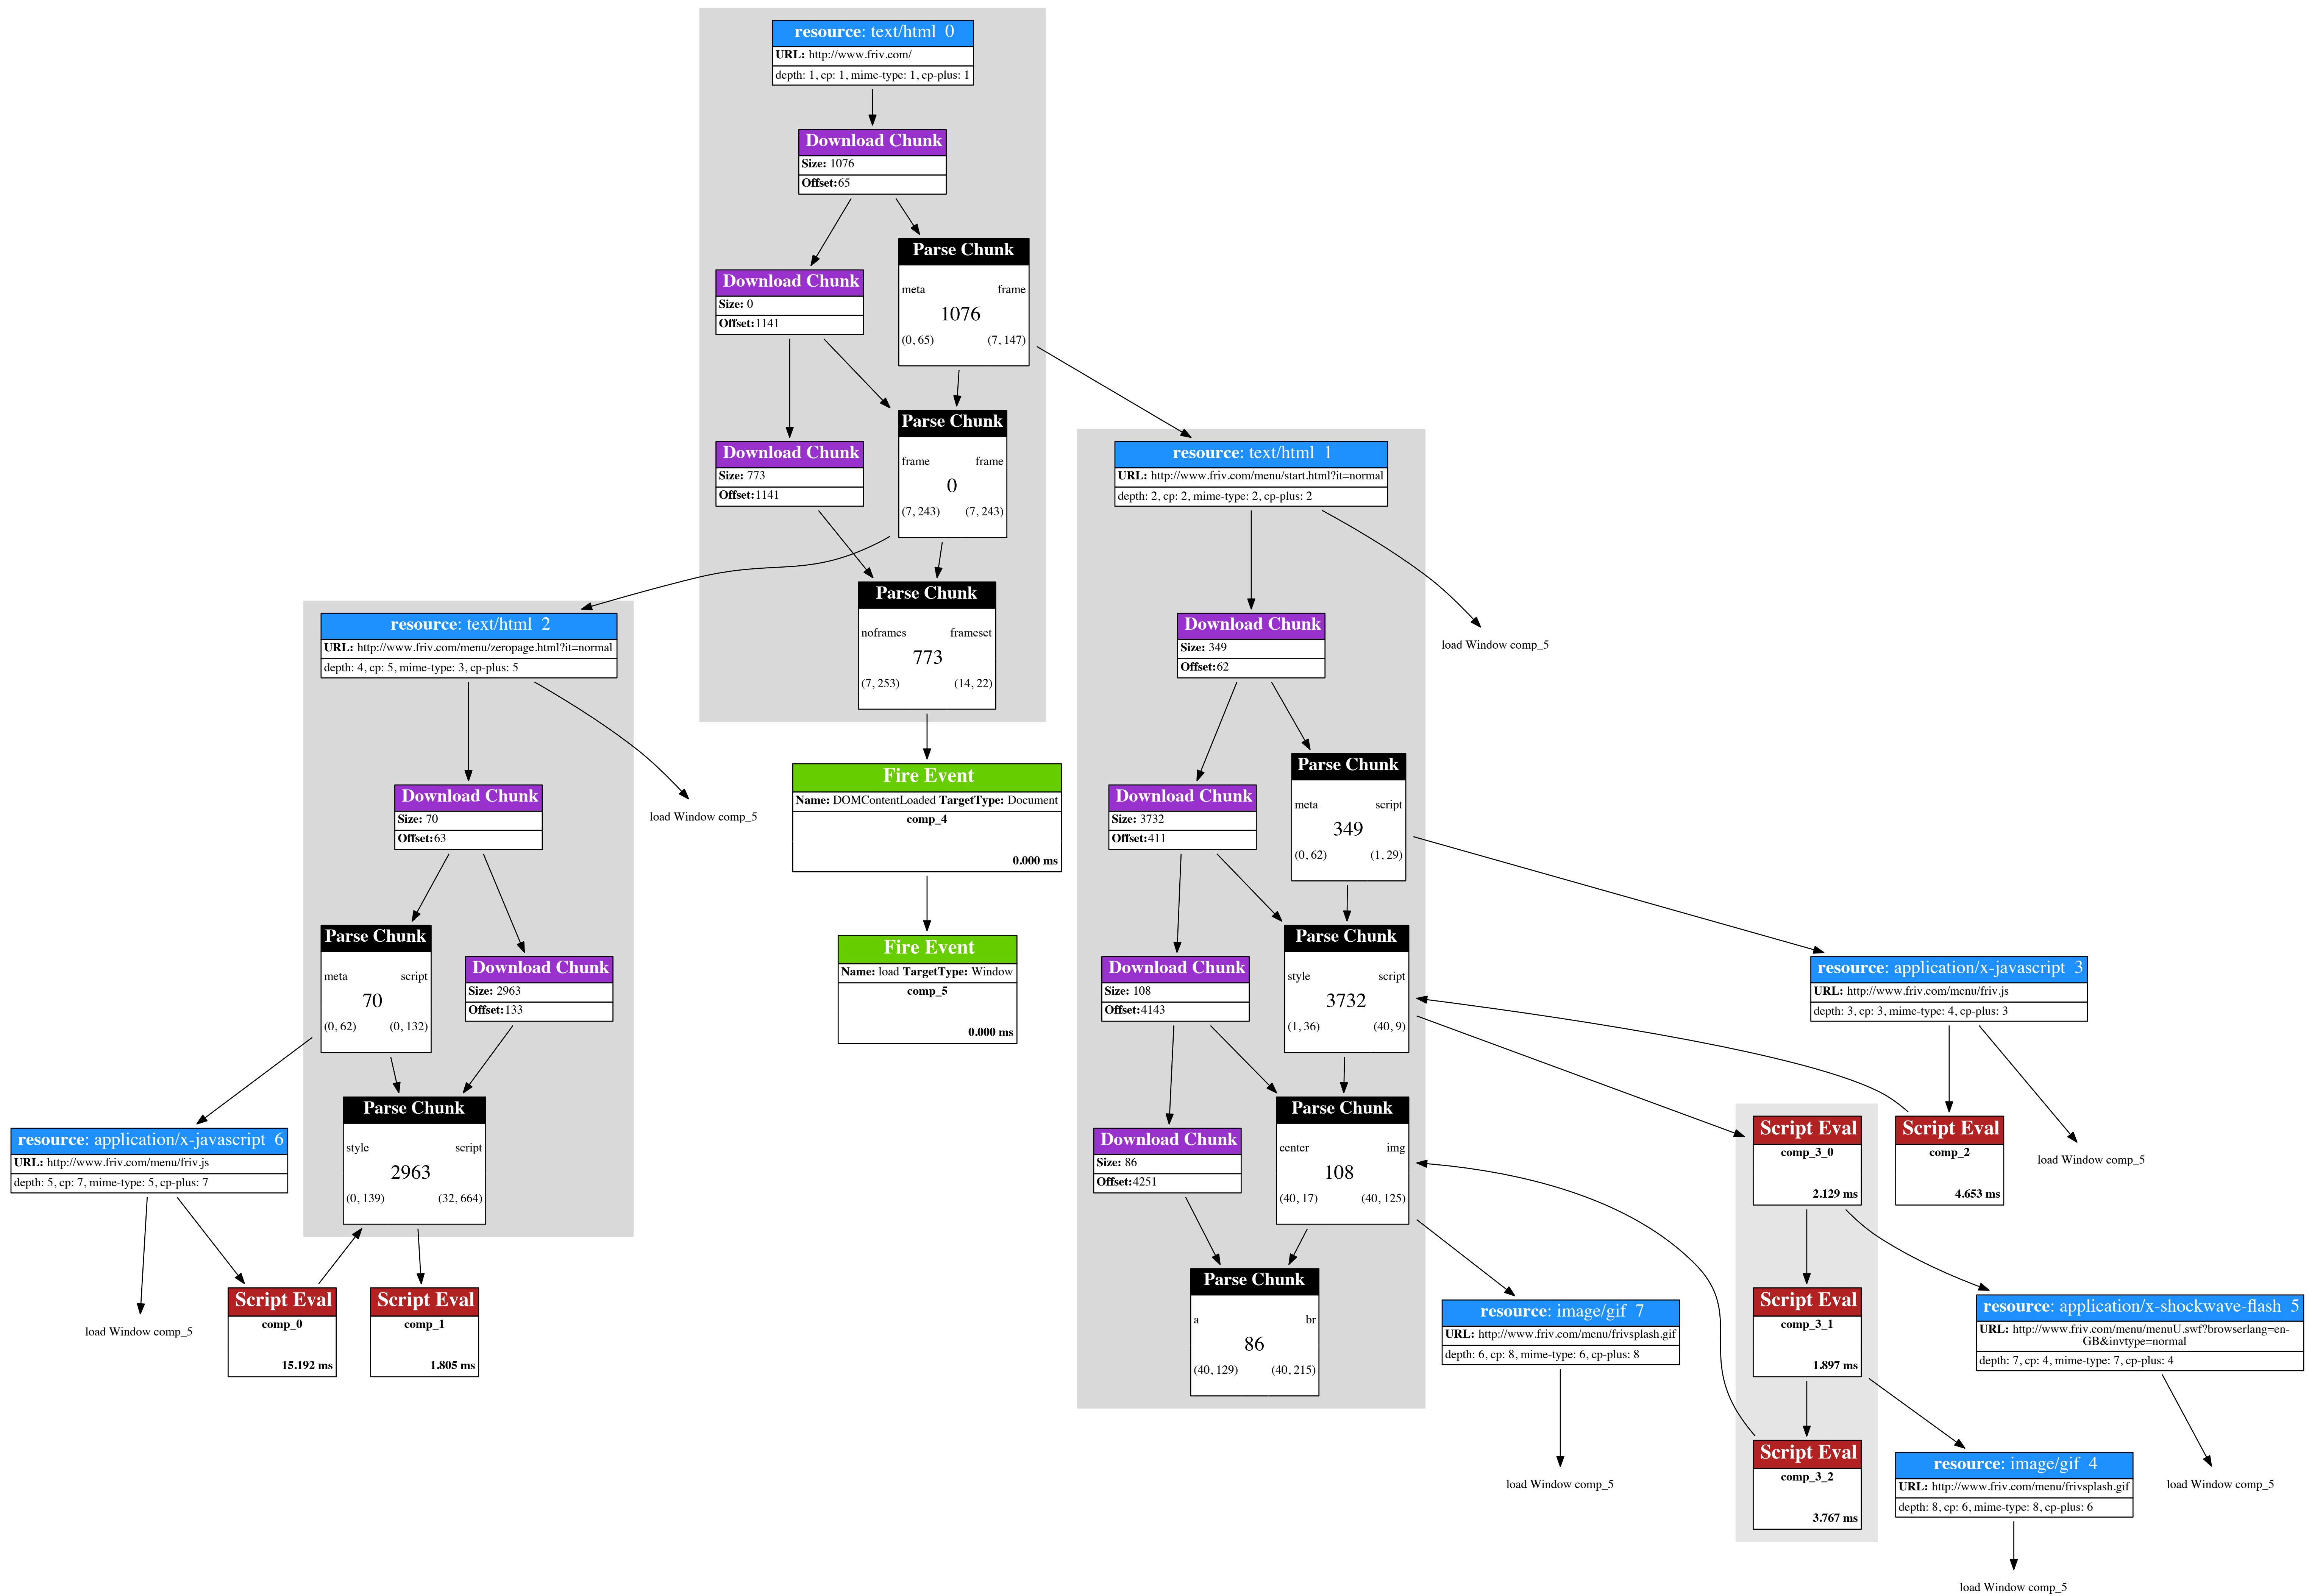 resource: text/html 0
URL: http://www.friv.com/
depth: 1, cp: 1, mime-type: 1, cp-plus: 1
Download Chunk
Size: 1076
Offset:65
Parse Chunk
meta frame
1076
(0, 65) (7, 147)
Download Chunk
Size: 0
Offset:1141
Parse Chunk
frame frame
0
(7, 243) (7, 243)
Download Chunk
Size: 773
Offset:1141
Parse Chunk
noframes frameset
773
(7, 253) (14, 22)
Fire Event
Name: DOMContentLoaded TargetType: Document
comp_4
0.000 ms
Fire Event
Name: load TargetType: Window
comp_5
0.000 ms
resource: text/html 2
URL: http://www.friv.com/menu/zeropage.html?it=normal
depth: 4, cp: 5, mime-type: 3, cp-plus: 5
load Window comp_5
Download Chunk
Size: 70
Offset:63
Parse Chunk
meta script
70
(0, 62) (0, 132)
Download Chunk
Size: 2963
Offset:133
Parse Chunk
style script
2963
(0, 139) (32, 664)
resource: application/x-javascript 6
URL: http://www.friv.com/menu/friv.js
depth: 5, cp: 7, mime-type: 5, cp-plus: 7
load Window comp_5
Script Eval
comp_0
15.192 ms
Script Eval
comp_1
1.805 ms
resource: text/html 1
URL: http://www.friv.com/menu/start.html?it=normal
depth: 2, cp: 2, mime-type: 2, cp-plus: 2
load Window comp_5
Download Chunk
Size: 349
Offset:62
Parse Chunk
meta script
349
(0, 62) (1, 29)
Download Chunk
Size: 3732
Offset:411
Parse Chunk
style script
3732
(1, 36) (40, 9)
Download Chunk
Size: 108
Offset:4143
Parse Chunk
center img
108
(40, 17) (40, 125)
Download Chunk
Size: 86
Offset:4251
Parse Chunk
a br
86
(40, 129) (40, 215)
resource: image/gif 7
URL: http://www.friv.com/menu/frivsplash.gif
depth: 6, cp: 8, mime-type: 6, cp-plus: 8
load Window comp_5
resource: application/x-javascript 3
URL: http://www.friv.com/menu/friv.js
depth: 3, cp: 3, mime-type: 4, cp-plus: 3
load Window comp_5
Script Eval
comp_2
4.653 ms
Script Eval
comp_3_0
2.129 ms
Script Eval
comp_3_1
1.897 ms
Script Eval
comp_3_2
3.767 ms
resource: application/x-shockwave-flash 5
URL: http://www.friv.com/menu/menuU.swf?browserlang=en-
GB&invtype=normal
depth: 7, cp: 4, mime-type: 7, cp-plus: 4
load Window comp_5
resource: image/gif 4
URL: http://www.friv.com/menu/frivsplash.gif
depth: 8, cp: 6, mime-type: 8, cp-plus: 6
load Window comp_5